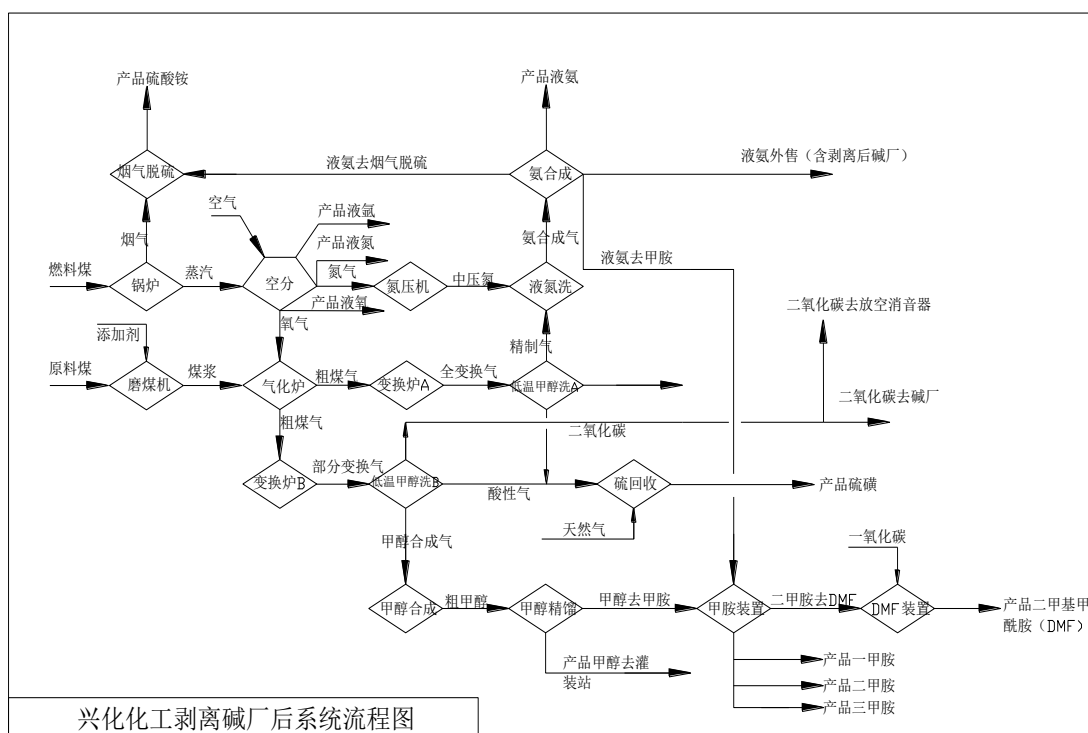 产品硫酸铵
产品液氨
烟气脱硫
液氨去烟气脱硫
氨合成
液氨外售（含剥离后碱厂）
空气
产品液氩
烟气
产品液氮
氨合成气
液氨去甲胺
燃料煤
锅炉
蒸汽
空分
氮气
氮压机
中压氮
液氮洗
产品液氧
氧气
二氧化碳去放空消音器
添加剂
精制气
原料煤
磨煤机
煤浆
气化炉
粗煤气
变换炉A
全变换气
低温甲醇洗A
二氧化碳去碱厂
粗煤气
二氧化碳
变换炉B
部分变换气
低温甲醇洗B
酸性气
硫回收
产品硫磺
天然气
甲醇合成气
一氧化碳
甲醇合成
粗甲醇
甲醇精馏
甲醇去甲胺
甲胺装置
二甲胺去DMF
DMF装置
产品二甲基甲
酰胺（DMF）
产品甲醇去灌
装站
产品一甲胺
产品二甲胺
产品三甲胺
兴化化工剥离碱厂后系统流程图